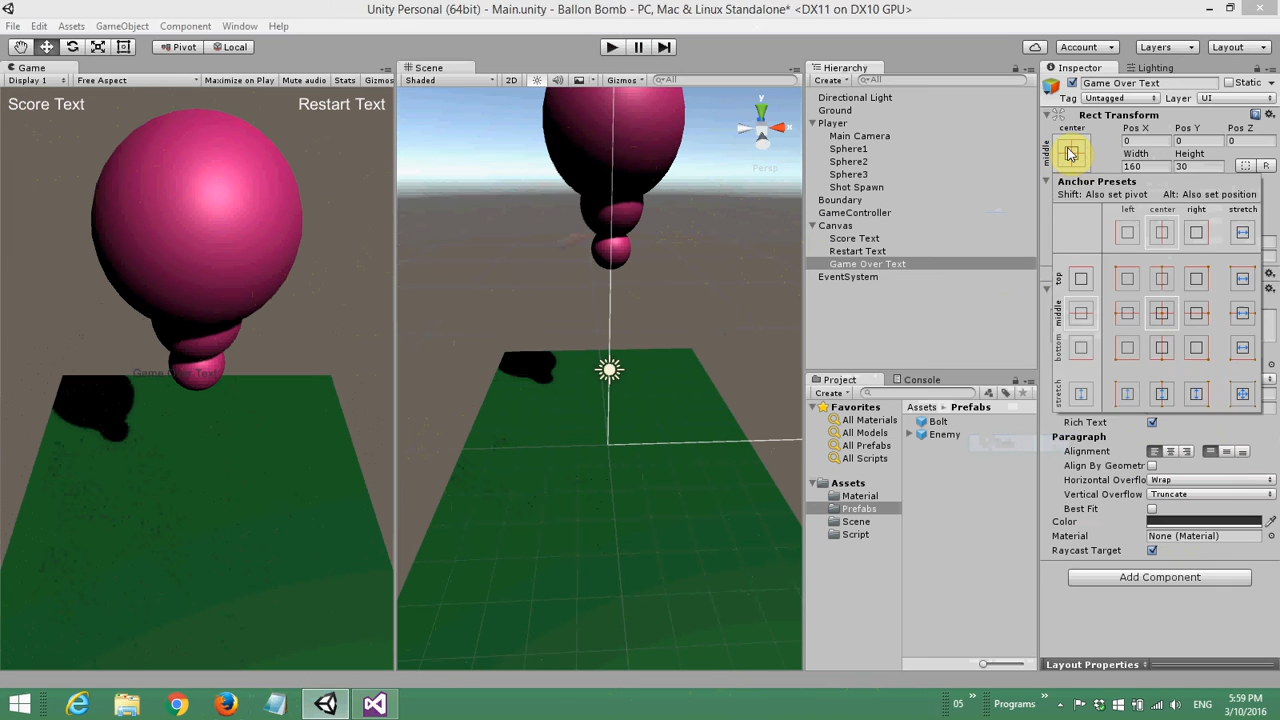 Unity Personal (64bit) - Main.unity - Ballon Bomb - PC, Mac & Linux Standalone* <DX11 on DX10 GPU>
File Edit Assets GameObject Component Window Help
Pivot Local Account Layers Layout
Game
Display 1 Free Aspect Maximize on Play Mute audio Stats Gizmos
Score Text Restart Text
Game Over Text
Scene
Shaded 2D Gizmos All
y
x
Persp
Hierarchy
Create All
Directional Light
Ground
Player
Main Camera
Sphere1
Sphere2
Sphere3
Shot Spawn
Boundary
GameController
Canvas
Score Text
Restart Text
Game Over Text
EventSystem
Project Console
Create
Favorites
All Materials
All Models
All Prefabs
All Scripts
Assets
Material
Prefabs
Scene
Script
Assets Prefabs
Bolt
Enemy
Inspector Lighting
Game Over Text Static
Tag Untagged Layer UI
Rect Transform
center Pos X Pos Y Pos Z
middle
0 0 0
Width Height
160 30 R
Anchor Presets
Shift: Also set pivot Alt: Also set position
left center right stretch
top
middle
bottom
stretch
Rich Text
Paragraph
Alignment
Align By Geometr
Horizontal Overflo Wrap
Vertical Overflow Truncate
Best Fit
Color
Material None (Material)
Raycast Target
Add Component
Layout Properties
05 Programs ENG 5:59 PM
3/10/2016